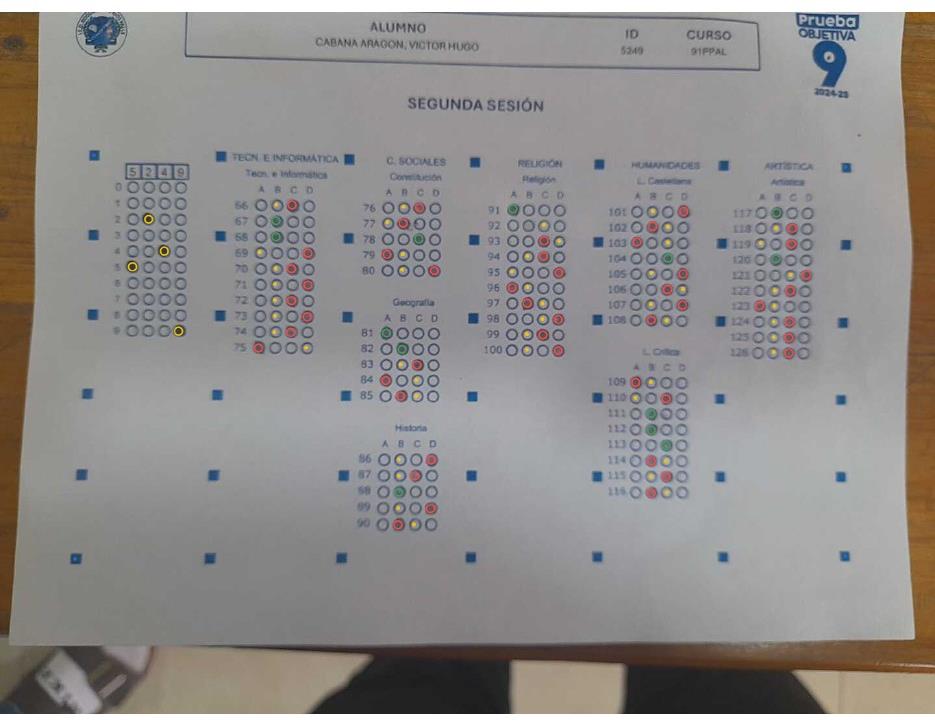 ALUMNO
CABANA ARAGON, VICTOR HUGO
ID
5249
CURSO
91PPAL
Prueba
OBJETIVA
9
2024-25
SEGUNDA SESIÓN
5 2 4 9
0
1
2
3
4
5
6
7
8
9
TECN. E INFORMÁTICA
Tecn. e Informática
A B C D
66
67
68
69
70
71
72
73
74
75
C. SOCIALES
Constitución
A B C D
76
77
78
79
80
Geografía
A B C D
81
82
83
84
85
Historia
A B C D
86
87
88
89
90
RELIGIÓN
Religión
A B C D
91
92
93
94
95
96
97
98
99
100
HUMANIDADES
L. Castellana
A B C D
101
102
103
104
105
106
107
108
L. Crítica
A B C D
109
110
111
112
113
114
115
116
ARTÍSTICA
Artística
A B C D
117
118
119
120
121
122
123
124
125
126